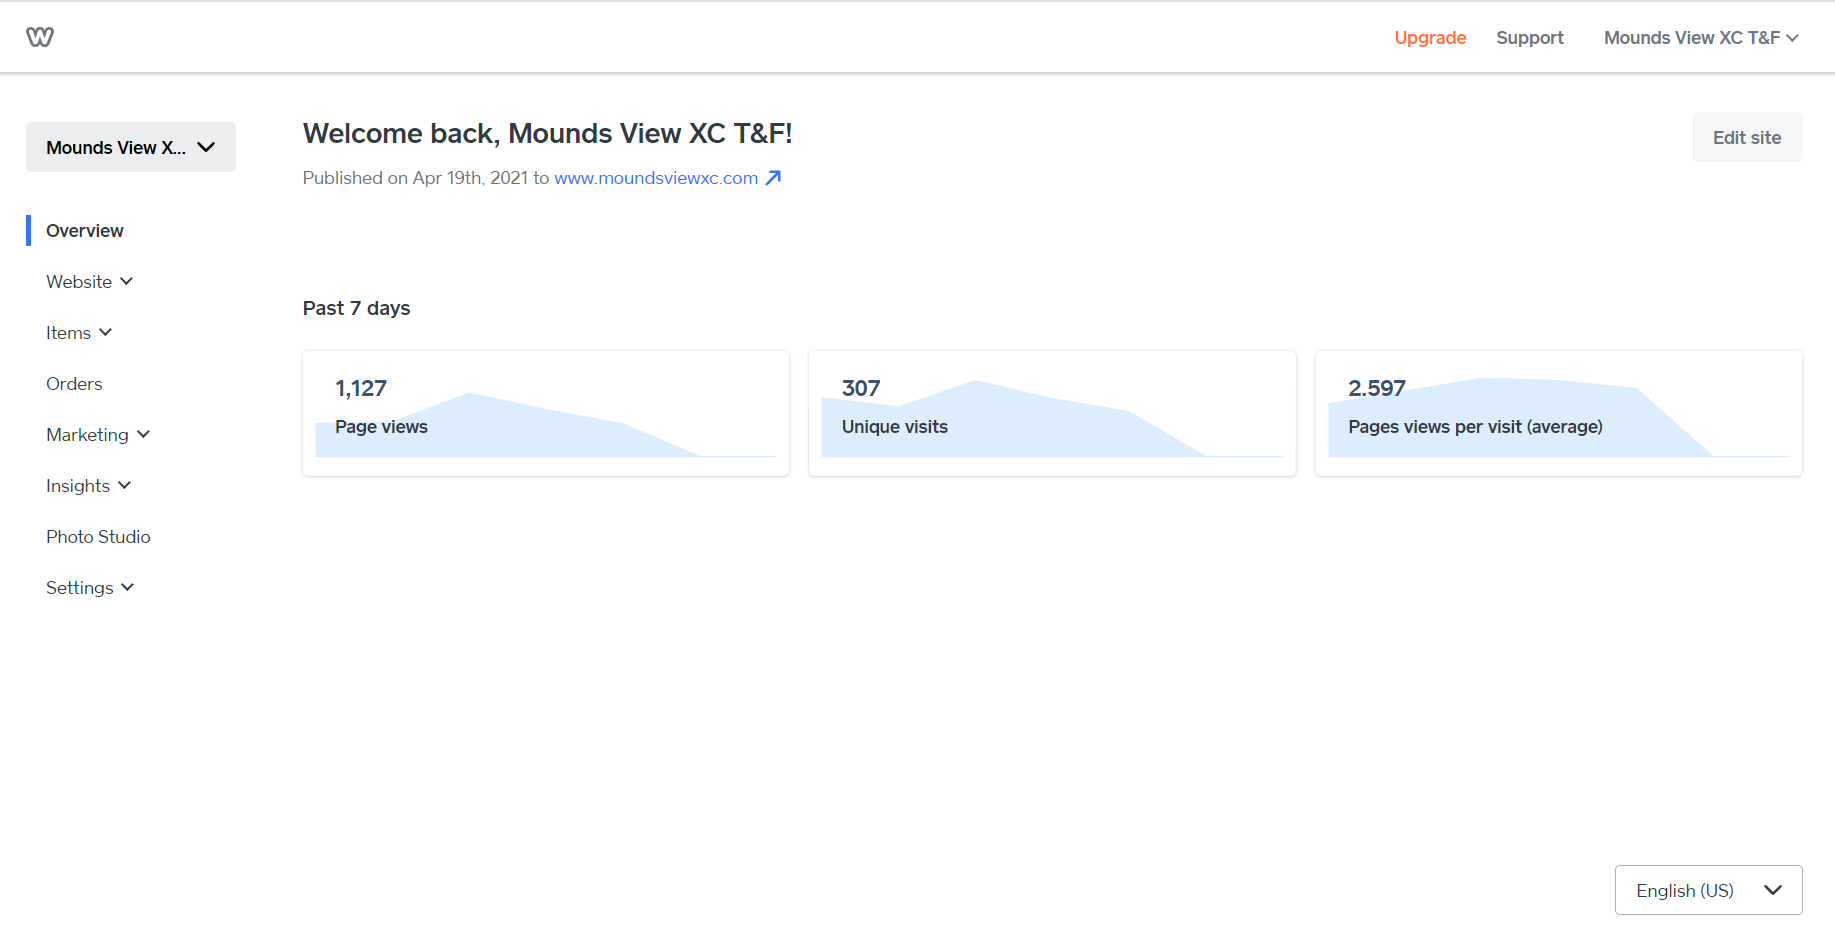 W
Upgrade Support Mounds View XC T&F
Mounds View X...
Welcome back, Mounds View XC T&F!
Edit site
Published on Apr 19th, 2021 to www.moundsviewxc.com
Overview
Website
Items
Orders
Marketing
Insights
Photo Studio
Settings
Past 7 days
1,127
Page views
307
Unique visits
2.597
Pages views per visit (average)
English (US)